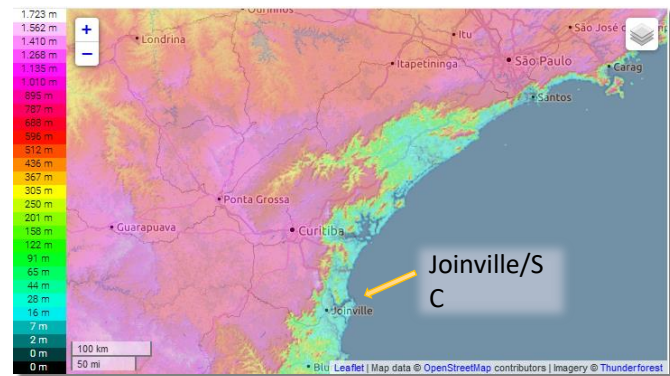 1.723 m
1.562 m
1.410 m
1.268 m
1.135 m
1.010 m
895 m
787 m
688 m
596 m
512 m
436 m
367 m
305 m
250 m
201 m
158 m
122 m
91 m
65 m
44 m
28 m
16 m
7 m
2 m
0 m
0 m
+
−
Ourinhos
Londrina
Itu
São José
Itapetininga
São Paulo
Carag
Santos
Ponta Grossa
Guarapuava
Curitiba
Joinville/S
C
Joinville
100 km
50 mi
Blu
Leaflet | Map data © OpenStreetMap contributors | Imagery © Thunderforest